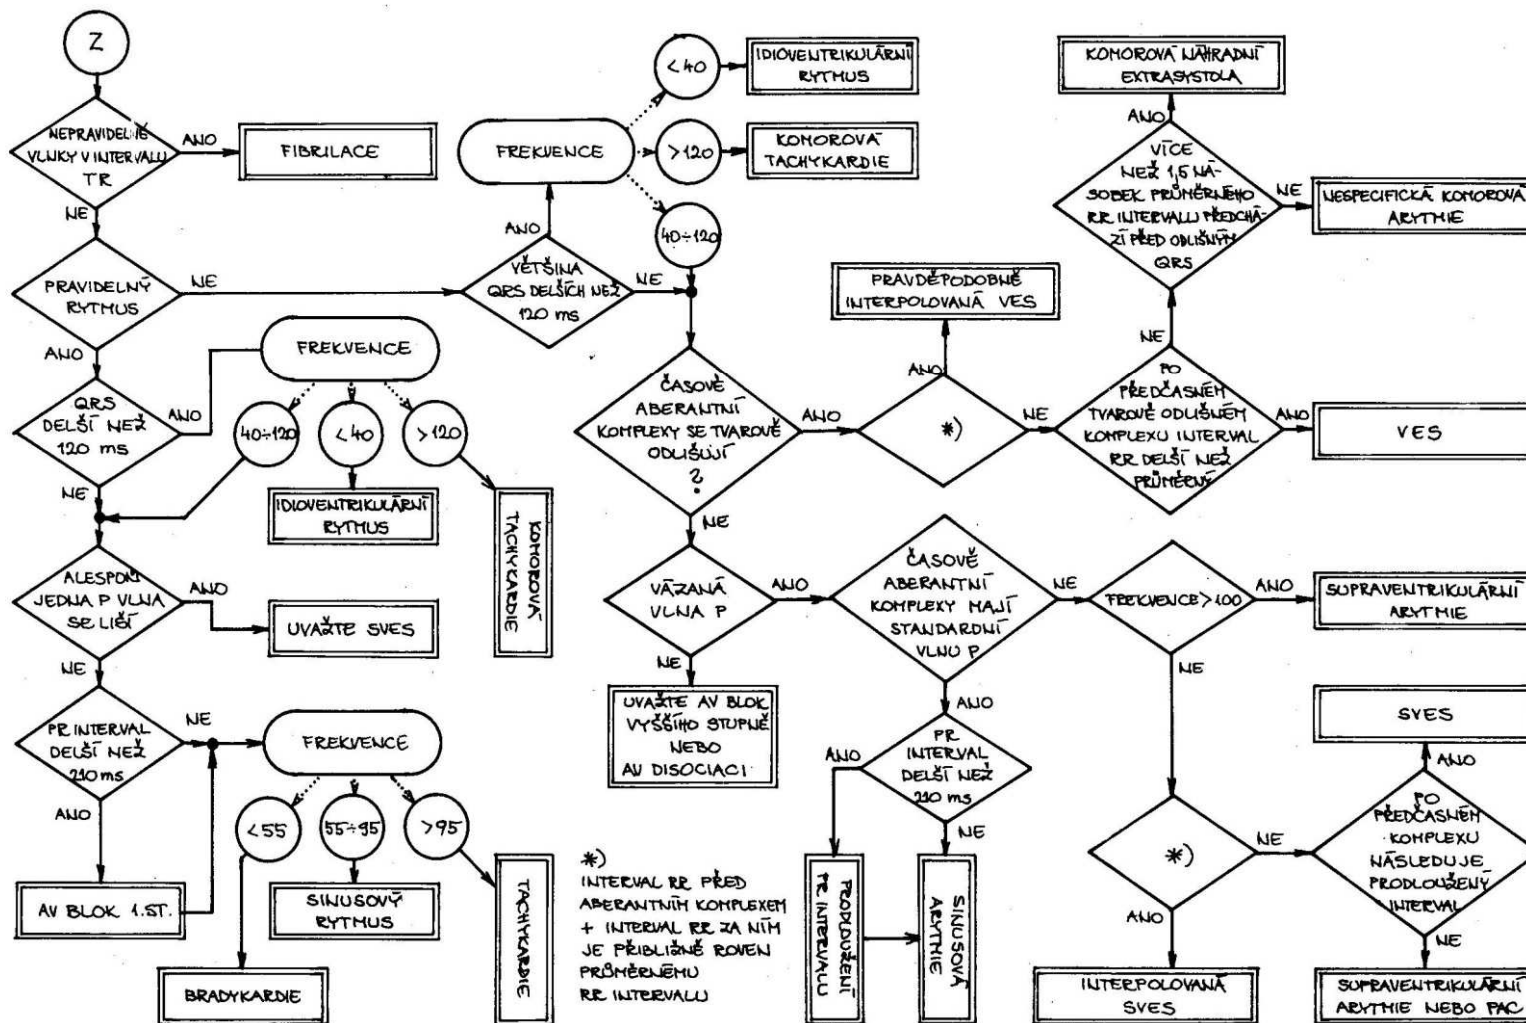 Z
NEPRAVIDELNÉ
VLNKY V INTERVALU
TR
ANO
FIBRILACE
NE
PRAVIDELNÝ
RYTMUS
NE
ANO
QRS
DELŠÍ NEŽ
120 ms
ANO
NE
FREKVENCE
40÷120
<40
>120
IDIOVENTRIKULÁRNÍ
RYTMUS
KOMOROVÁ
TACHYKARDIE
ALESPOŇ
JEDNA P VLNA
SE LIŠÍ
ANO
UVAŽTE SVES
NE
PR INTERVAL
DELŠÍ NEŽ
210 ms
NE
ANO
AV BLOK 1.ST.
FREKVENCE
<55
55÷95
>95
BRADYKARDIE
SINUSOVÝ
RYTMUS
TACHYKARDIE
VĚTŠINA
QRS DELŠÍCH NEŽ
120 ms
ANO
NE
FREKVENCE
<40
>120
40÷120
IDIOVENTRIKULÁRNÍ
RYTMUS
KOMOROVÁ
TACHYKARDIE
ČASOVĚ
ABERANTNÍ
KOMPLEXY SE TVAROVĚ
ODLIŠUJÍ
?
ANO
NE
*)
ANO
PRAVDĚPODOBNĚ
INTERPOLOVANÁ VES
NE
PO
PŘEDČASNÉM
TVAROVĚ ODLIŠNÉM
KOMPLEXU INTERVAL
RR DELŠÍ NEŽ
PRŮMĚRNÝ
ANO
VES
NE
VÍCE
NEŽ 1,5 NÁ-
SOBEK PRŮMĚRNÉHO
RR INTERVALU PŘEDCHÁ-
ZÍ PŘED ODLIŠNÝM
QRS
ANO
KOMOROVÁ NÁHRADNÍ
EXTRASYSTOLA
NE
NESPECIFICKÁ KOMOROVÁ
ARYTMIE
VÁZANÁ
VLNA P
ANO
NE
UVAŽTE AV BLOK
VYŠŠÍHO STUPNĚ
NEBO
AV DISOCIACI
ČASOVĚ
ABERANTNÍ
KOMPLEXY MAJÍ
STANDARDNÍ
VLNU P
NE
ANO
PR
INTERVAL
DELŠÍ NEŽ
210 ms
ANO
NE
PRODLOUŽENÍ
PR INTERVALU
SINUSOVÁ
ARYTMIE
FREKVENCE >100
ANO
SUPRAVENTRIKULÁRNÍ
ARYTMIE
NE
*)
ANO
INTERPOLOVANÁ
SVES
NE
PO
PŘEDČASNÉM
KOMPLEXU
NÁSLEDUJE
PRODLOUŽENÝ
INTERVAL
ANO
SVES
NE
SUPRAVENTRIKULÁRNÍ
ARYTMIE NEBO PAC
*)
INTERVAL RR PŘED
ABERANTNÍM KOMPLEXEM
+ INTERVAL RR ZA NÍM
JE PŘIBLIŽNĚ ROVEN
PRŮMĚRNÉMU
RR INTERVALU